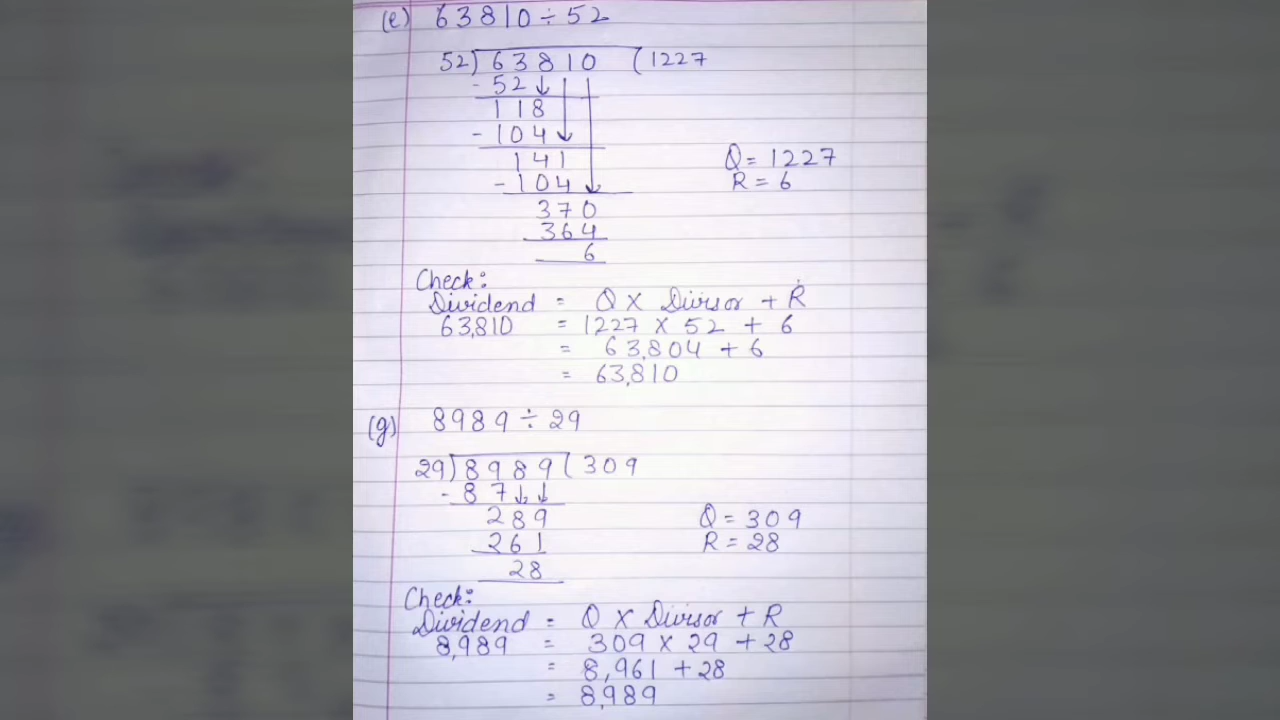 (e) 63810 ÷ 52
52) 63810 (1227
- 52
118
- 104
141
- 104
370
364
6
Q = 1227
R = 6
Check:
Dividend = Q X Divisor + R
63,810 = 1227 X 52 + 6
= 63,804 + 6
= 63,810
(g) 8989 ÷ 29
29) 8989 (309
- 87
289
261
28
Q = 309
R = 28
Check:
Dividend = Q X Divisor + R
8,989 = 309 X 29 + 28
= 8,961 + 28
= 8,989